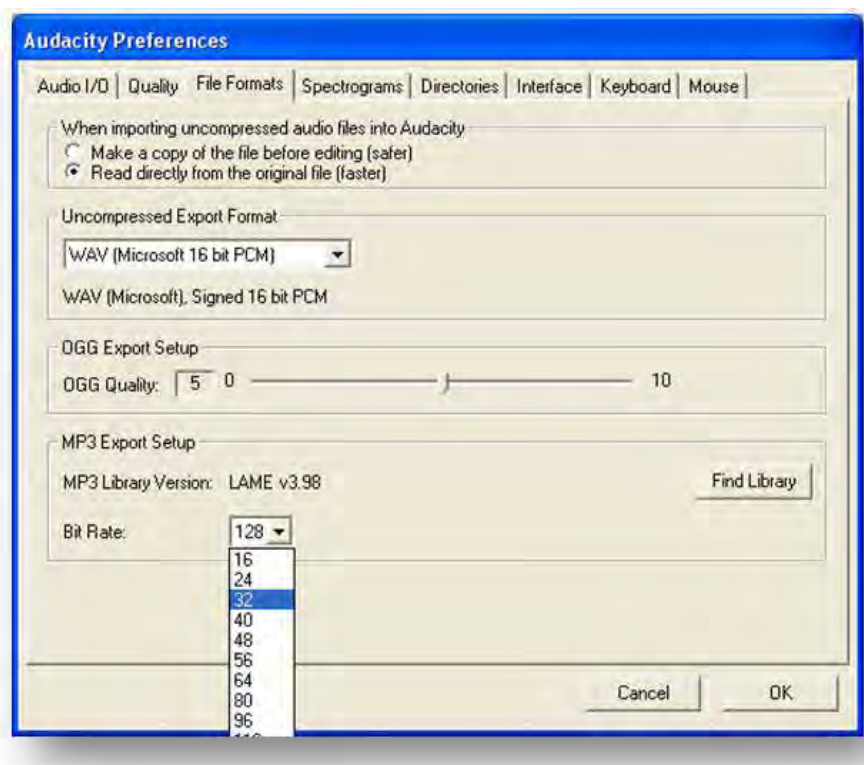 Audacity Preferences
Audio I/O Quality File Formats Spectrograms Directories Interface Keyboard Mouse
When importing uncompressed audio files into Audacity
Make a copy of the file before editing (safer)
Read directly from the original file (faster)
Uncompressed Export Format
WAV (Microsoft 16 bit PCM)
WAV (Microsoft), Signed 16 bit PCM
OGG Export Setup
OGG Quality: 5 0 10
MP3 Export Setup
MP3 Library Version: LAME v3.98 Find Library
Bit Rate: 128
16
24
32
40
48
56
64
80
96
Cancel OK